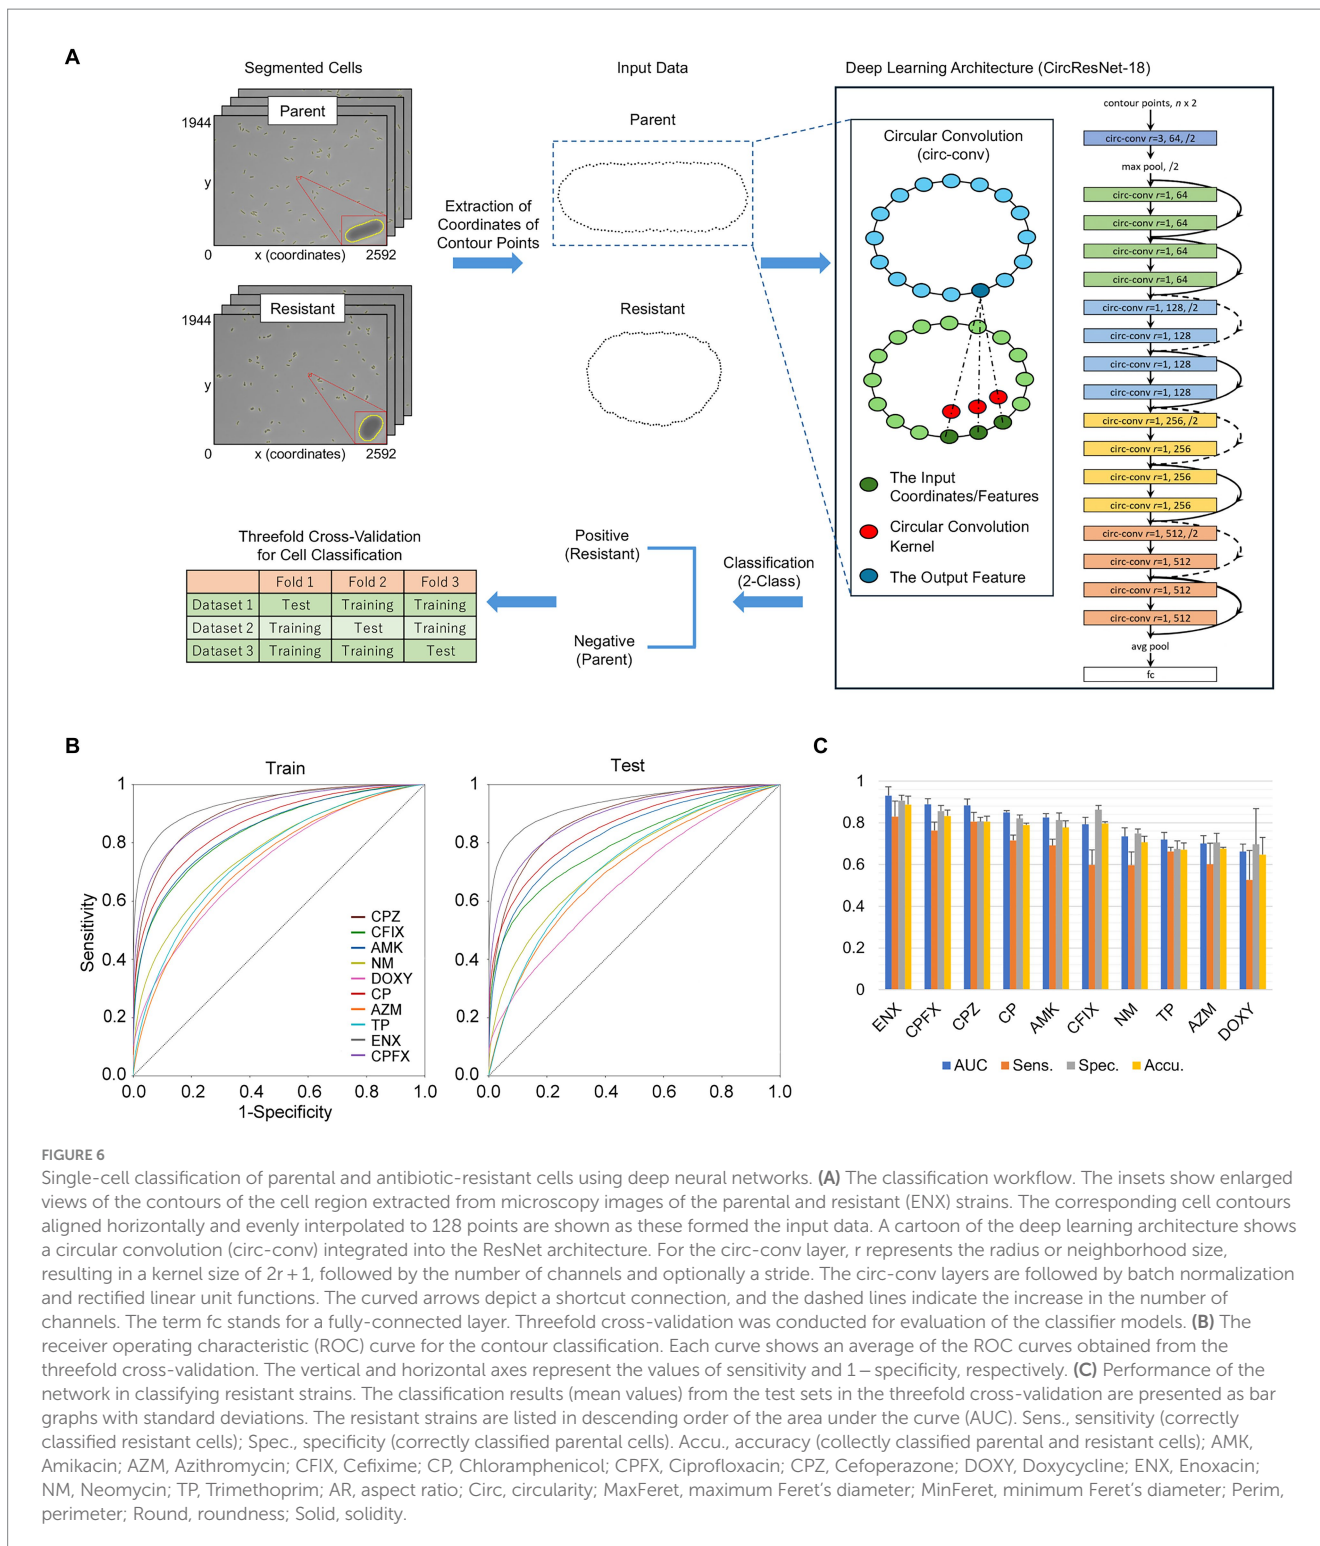 A
Segmented Cells
Input Data
Deep Learning Architecture (CircResNet-18)
Parent
1944
y
0
x (coordinates)
2592
Resistant
1944
y
0
x (coordinates)
2592
Extraction of
Coordinates of
Contour Points
Parent
Resistant
Circular Convolution
(circ-conv)
The Input
Coordinates/Features
Circular Convolution
Kernel
The Output Feature
contour points, n x 2
circ-conv r=3, 64, /2
max pool, /2
circ-conv r=1, 64
circ-conv r=1, 64
circ-conv r=1, 64
circ-conv r=1, 64
circ-conv r=1, 128, /2
circ-conv r=1, 128
circ-conv r=1, 128
circ-conv r=1, 128
circ-conv r=1, 256, /2
circ-conv r=1, 256
circ-conv r=1, 256
circ-conv r=1, 256
circ-conv r=1, 512, /2
circ-conv r=1, 512
circ-conv r=1, 512
circ-conv r=1, 512
avg pool
fc
Classification
(2-Class)
Positive
(Resistant)
Negative
(Parent)
Threefold Cross-Validation
for Cell Classification
Fold 1 Fold 2 Fold 3
Dataset 1 Test Training Training
Dataset 2 Training Test Training
Dataset 3 Training Training Test
B
Train
1
0.8
0.6
0.4
0.2
0.0
Sensitivity
0.0 0.2 0.4 0.6 0.8 1.0
1-Specificity
CPZ
CFIX
AMK
NM
DOXY
CP
AZM
TP
ENX
CPFX
Test
1
0.8
0.6
0.4
0.2
0.0
0.0 0.2 0.4 0.6 0.8 1.0
C
1
0.8
0.6
0.4
0.2
0
ENX CPFX CPZ CP AMK CFIX NM TP AZM DOXY
AUC Sens. Spec. Accu.
FIGURE 6
Single-cell classification of parental and antibiotic-resistant cells using deep neural networks. (A) The classification workflow. The insets show enlarged
views of the contours of the cell region extracted from microscopy images of the parental and resistant (ENX) strains. The corresponding cell contours
aligned horizontally and evenly interpolated to 128 points are shown as these formed the input data. A cartoon of the deep learning architecture shows
a circular convolution (circ-conv) integrated into the ResNet architecture. For the circ-conv layer, r represents the radius or neighborhood size,
resulting in a kernel size of 2r + 1, followed by the number of channels and optionally a stride. The circ-conv layers are followed by batch normalization
and rectified linear unit functions. The curved arrows depict a shortcut connection, and the dashed lines indicate the increase in the number of
channels. The term fc stands for a fully-connected layer. Threefold cross-validation was conducted for evaluation of the classifier models. (B) The
receiver operating characteristic (ROC) curve for the contour classification. Each curve shows an average of the ROC curves obtained from the
threefold cross-validation. The vertical and horizontal axes represent the values of sensitivity and 1 – specificity, respectively. (C) Performance of the
network in classifying resistant strains. The classification results (mean values) from the test sets in the threefold cross-validation are presented as bar
graphs with standard deviations. The resistant strains are listed in descending order of the area under the curve (AUC). Sens., sensitivity (correctly
classified resistant cells); Spec., specificity (correctly classified parental cells). Accu., accuracy (collectly classified parental and resistant cells); AMK,
Amikacin; AZM, Azithromycin; CFIX, Cefixime; CP, Chloramphenicol; CPFX, Ciprofloxacin; CPZ, Cefoperazone; DOXY, Doxycycline; ENX, Enoxacin;
NM, Neomycin; TP, Trimethoprim; AR, aspect ratio; Circ, circularity; MaxFeret, maximum Feret's diameter; MinFeret, minimum Feret's diameter; Perim,
perimeter; Round, roundness; Solid, solidity.